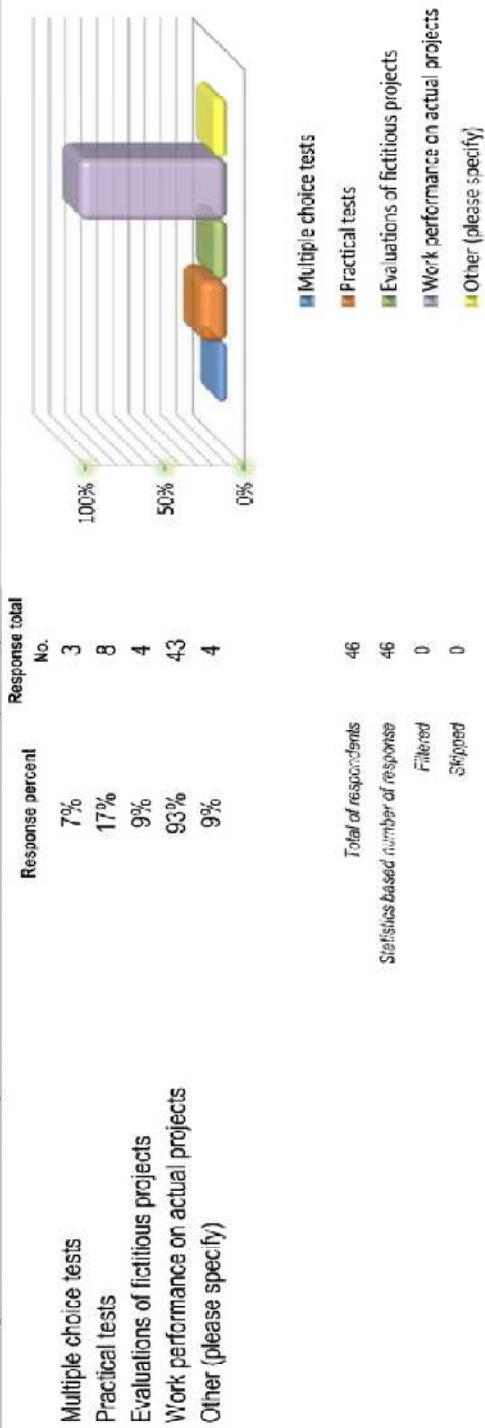 Response percent Response total
No.
Multiple choice tests 7% 3
Practical tests 17% 8
Evaluations of fictitious projects 9% 4
Work performance on actual projects 93% 43
Other (please specify) 9% 4
Total of respondents 46
Statistics based number of response 46
Filtered 0
Skipped 0
100%
50%
0%
Multiple choice tests
Practical tests
Evaluations of fictitious projects
Work performance on actual projects
Other (please specify)